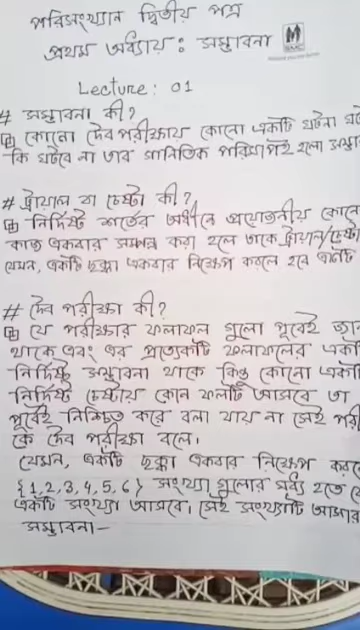 পরিসংখ্যান দ্বিতীয় পত্র
প্রথম অধ্যায় : সম্ভাবনা
Lecture : 01
# সম্ভাবনা কী?
কোনো দৈব পরীক্ষায় কোনো একটি ঘটনা
কি ঘটবে না তার গানিতিক পরিমাপই হলো
# ট্রায়াল বা চেষ্টা কী?
নির্দিষ্ট শর্তের অধীনে প্রয়োজনীয় কোনো
কাজ একবার সম্পন্ন করা হলে তাকে ট্রায়াল/চেষ্টা
যেমন, একটি ছক্কা একবার নিক্ষেপ করলে হবে
# দৈব পরীক্ষা কী?
যে পরীক্ষার ফলাফল গুলো পূর্বেই
থাকে এবং এর প্রত্যেকটি ফলাফলের একটি
নির্দিষ্ট সম্ভাবনা থাকে কিন্তু কোনো একটি
নির্দিষ্ট চেষ্টায় কোন ফলটি আসবে তা
পূর্বেই নিশ্চিত করে বলা যায় না সেই
কে দৈব পরীক্ষা বলে।
যেমন, একটি ছক্কা একবার নিক্ষেপ
{1,2,3,4,5,6} সংখ্যা গুলোর মধ্য হতে
একটি সংখ্যা আসবে। সেই সংখ্যাটি আসার
সম্ভাবনা–